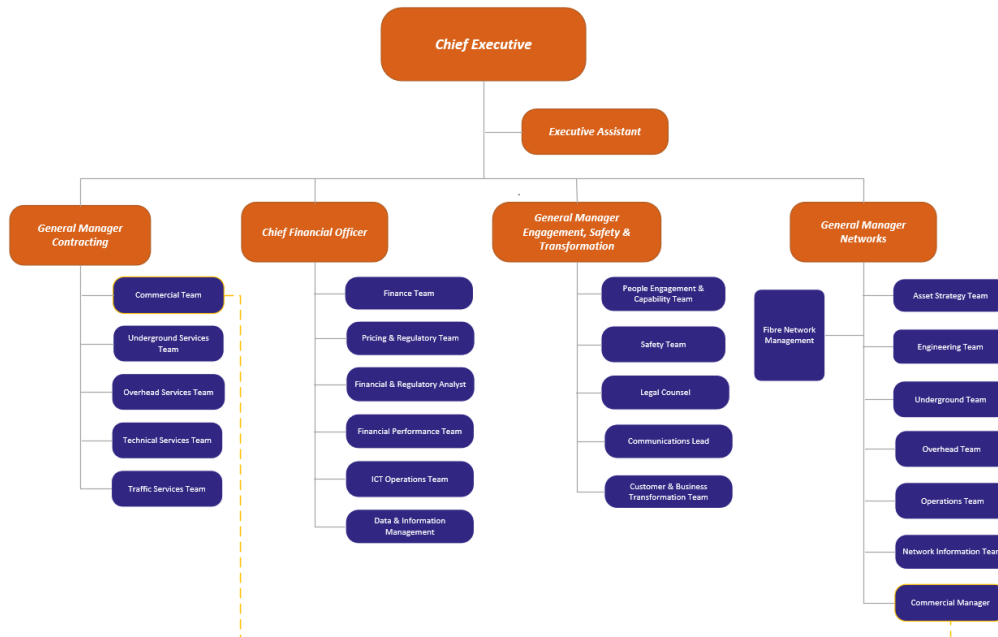 Chief Executive
Executive Assistant
General Manager
Contracting
Chief Financial Officer
General Manager
Engagement, Safety &
Transformation
General Manager
Networks
Commercial Team
Underground Services
Team
Overhead Services Team
Technical Services Team
Traffic Services Team
Finance Team
Pricing & Regulatory Team
Financial & Regulatory Analyst
Financial Performance Team
ICT Operations Team
Data & Information
Management
People Engagement &
Capability Team
Safety Team
Legal Counsel
Communications Lead
Customer & Business
Transformation Team
Fibre Network
Management
Asset Strategy Team
Engineering Team
Underground Team
Overhead Team
Operations Team
Network Information Team
Commercial Manager